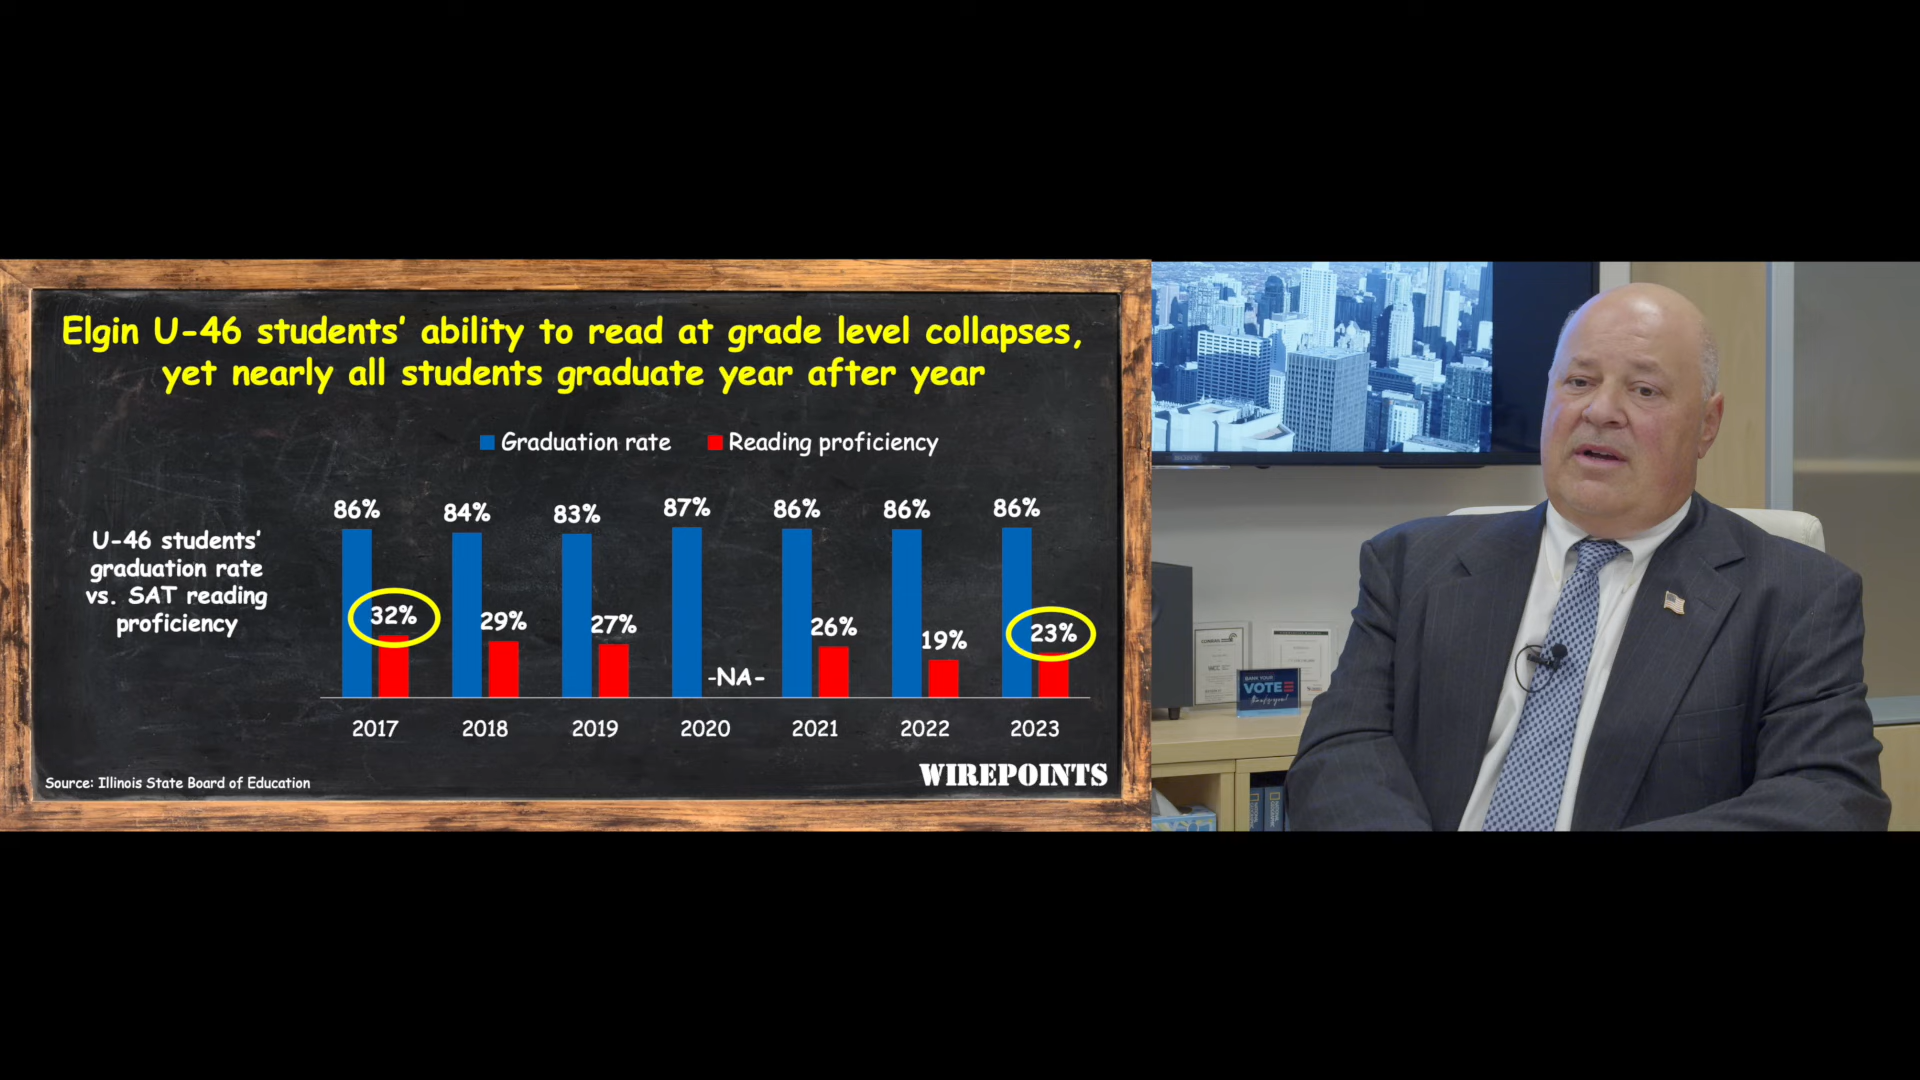 Elgin U-46 students' ability to read at grade level collapses,
yet nearly all students graduate year after year
Graduation rate Reading proficiency
U-46 students'
graduation rate
vs. SAT reading
proficiency
86% 84% 83% 87% 86% 86% 86%
32% 29% 27% -NA- 26% 19% 23%
2017 2018 2019 2020 2021 2022 2023
Source: Illinois State Board of Education
WIREPOINTS
BANK YOUR
VOTE